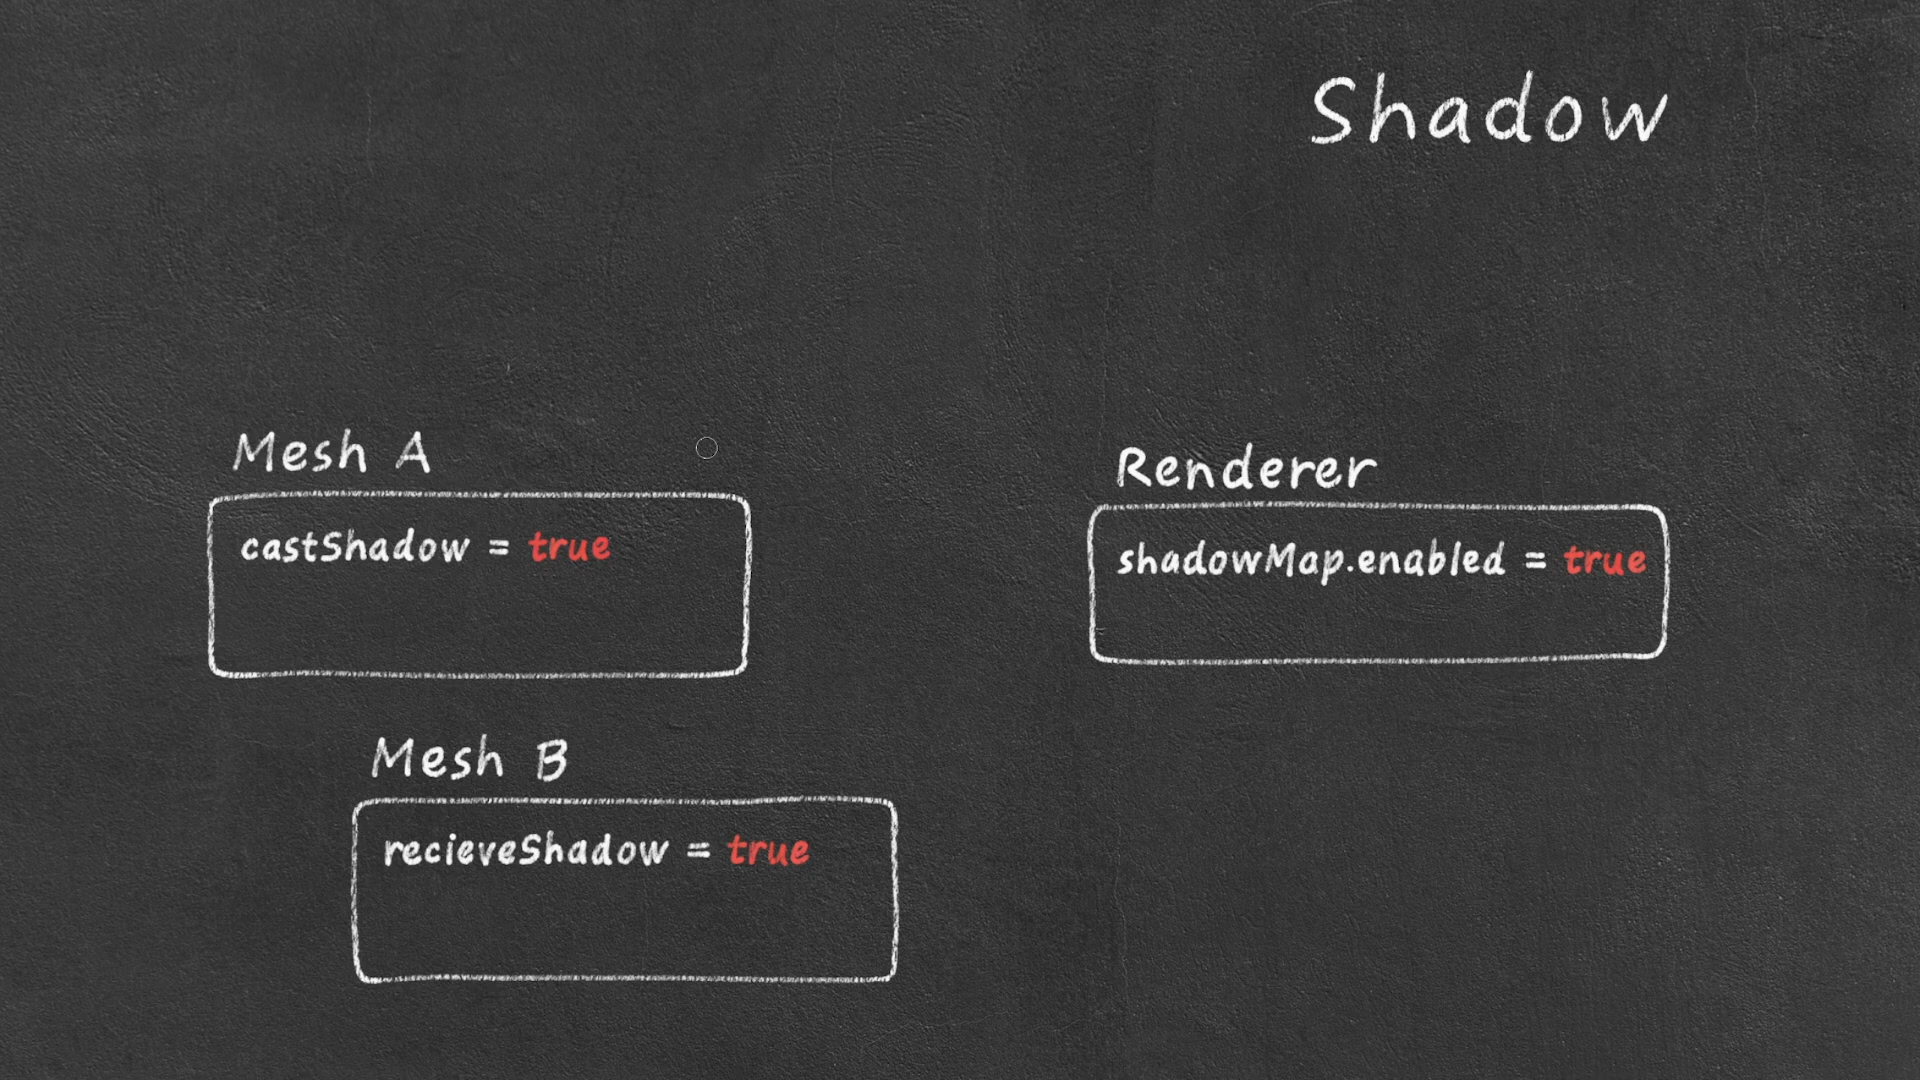 Shadow
Mesh A
castShadow = true
Renderer
shadowMap.enabled = true
Mesh B
recieveShadow = true